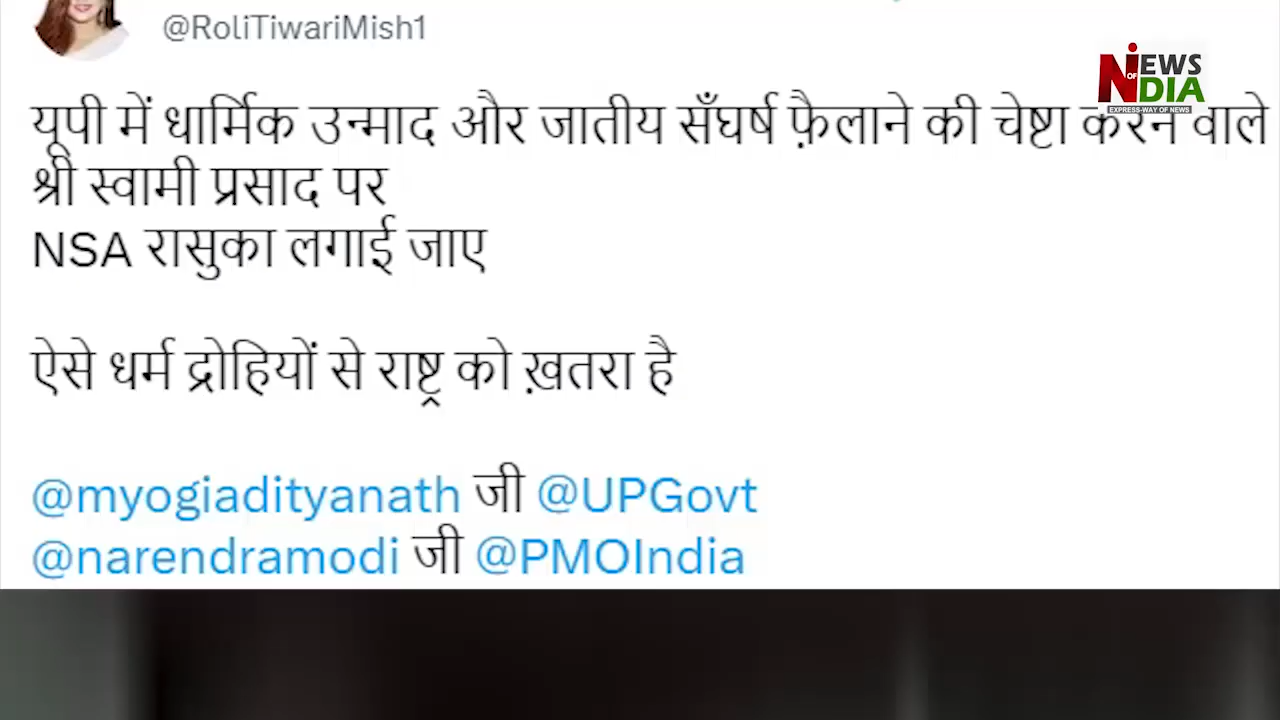 @RoliTiwariMish1
NEWS
OF
INDIA
EXPRESS-WAY OF NEWS
यूपी में धार्मिक उन्माद और जातीय सँघर्ष फ़ैलाने की चेष्टा करने वाले
श्री स्वामी प्रसाद पर
NSA रासुका लगाई जाए
ऐसे धर्म द्रोहियों से राष्ट्र को ख़तरा है
@myogiadityanath जी @UPGovt
@narendramodi जी @PMOIndia